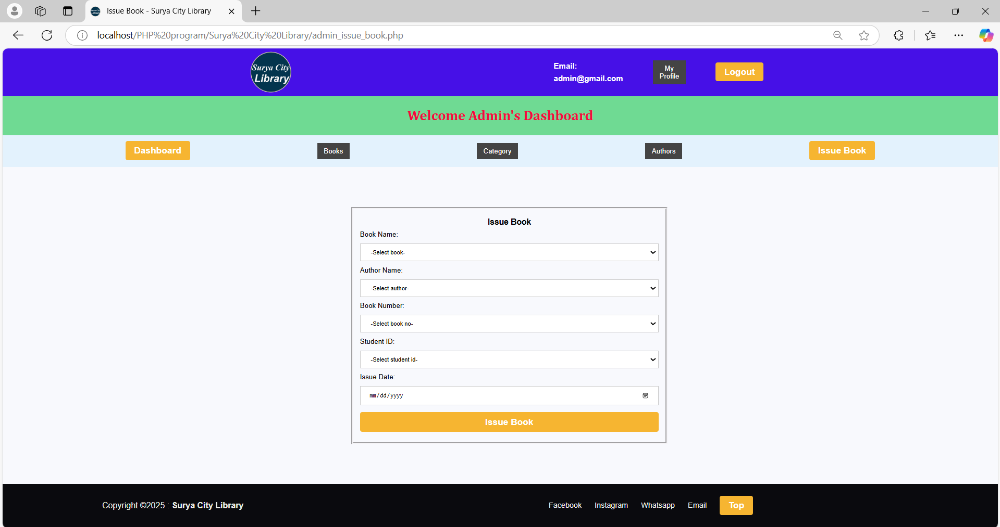 Issue Book - Surya City Library
localhost/PHP%20program/Surya%20City%20Library/admin_issue_book.php
Surya City
Library
Email:
admin@gmail.com
My
Profile
Logout
Welcome Admin's Dashboard
Dashboard
Books
Category
Authors
Issue Book
Issue Book
Book Name:
-Select book-
Author Name:
-Select author-
Book Number:
-Select book no-
Student ID:
-Select student id-
Issue Date:
mm/dd/yyyy
Issue Book
Copyright ©2025 : Surya City Library
Facebook
Instagram
Whatsapp
Email
Top